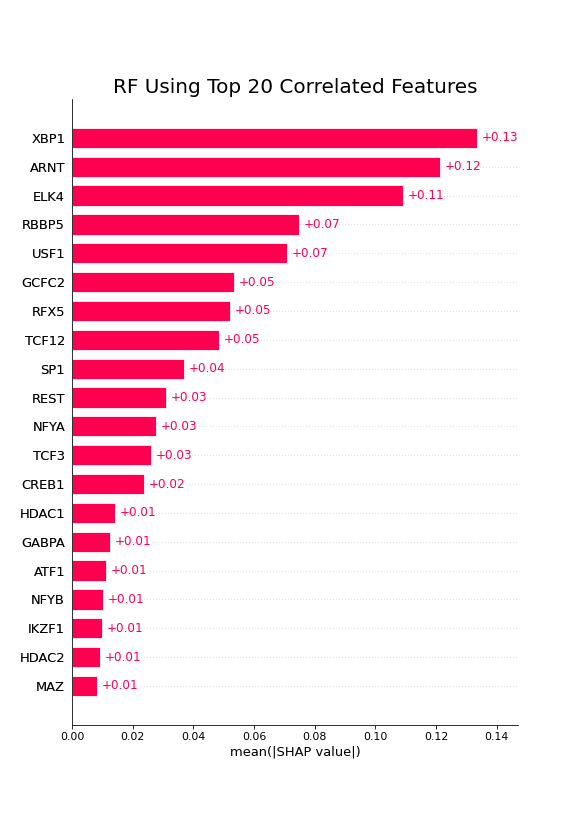 RF Using Top 20 Correlated Features
XBP1 +0.13
ARNT +0.12
ELK4 +0.11
RBBP5 +0.07
USF1 +0.07
GCFC2 +0.05
RFX5 +0.05
TCF12 +0.05
SP1 +0.04
REST +0.03
NFYA +0.03
TCF3 +0.03
CREB1 +0.02
HDAC1 +0.01
GABPA +0.01
ATF1 +0.01
NFYB +0.01
IKZF1 +0.01
HDAC2 +0.01
MAZ +0.01
0.00 0.02 0.04 0.06 0.08 0.10 0.12 0.14
mean(|SHAP value|)